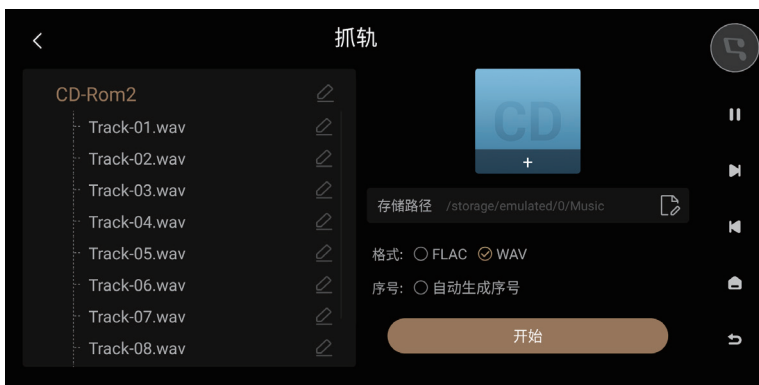 抓轨
CD-Rom2
Track-01.wav
Track-02.wav
Track-03.wav
Track-04.wav
Track-05.wav
Track-06.wav
Track-07.wav
Track-08.wav
CD
+
存储路径 /storage/emulated/0/Music
格式: FLAC WAV
序号: 自动生成序号
开始